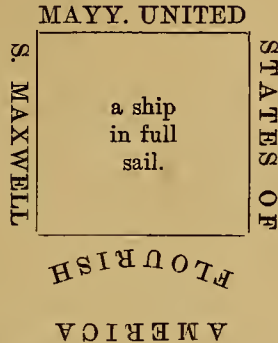 MAYY. UNITED
STATES OF
AMERICA
FLOURISH
S. MAXWELL
a ship
in full
sail.